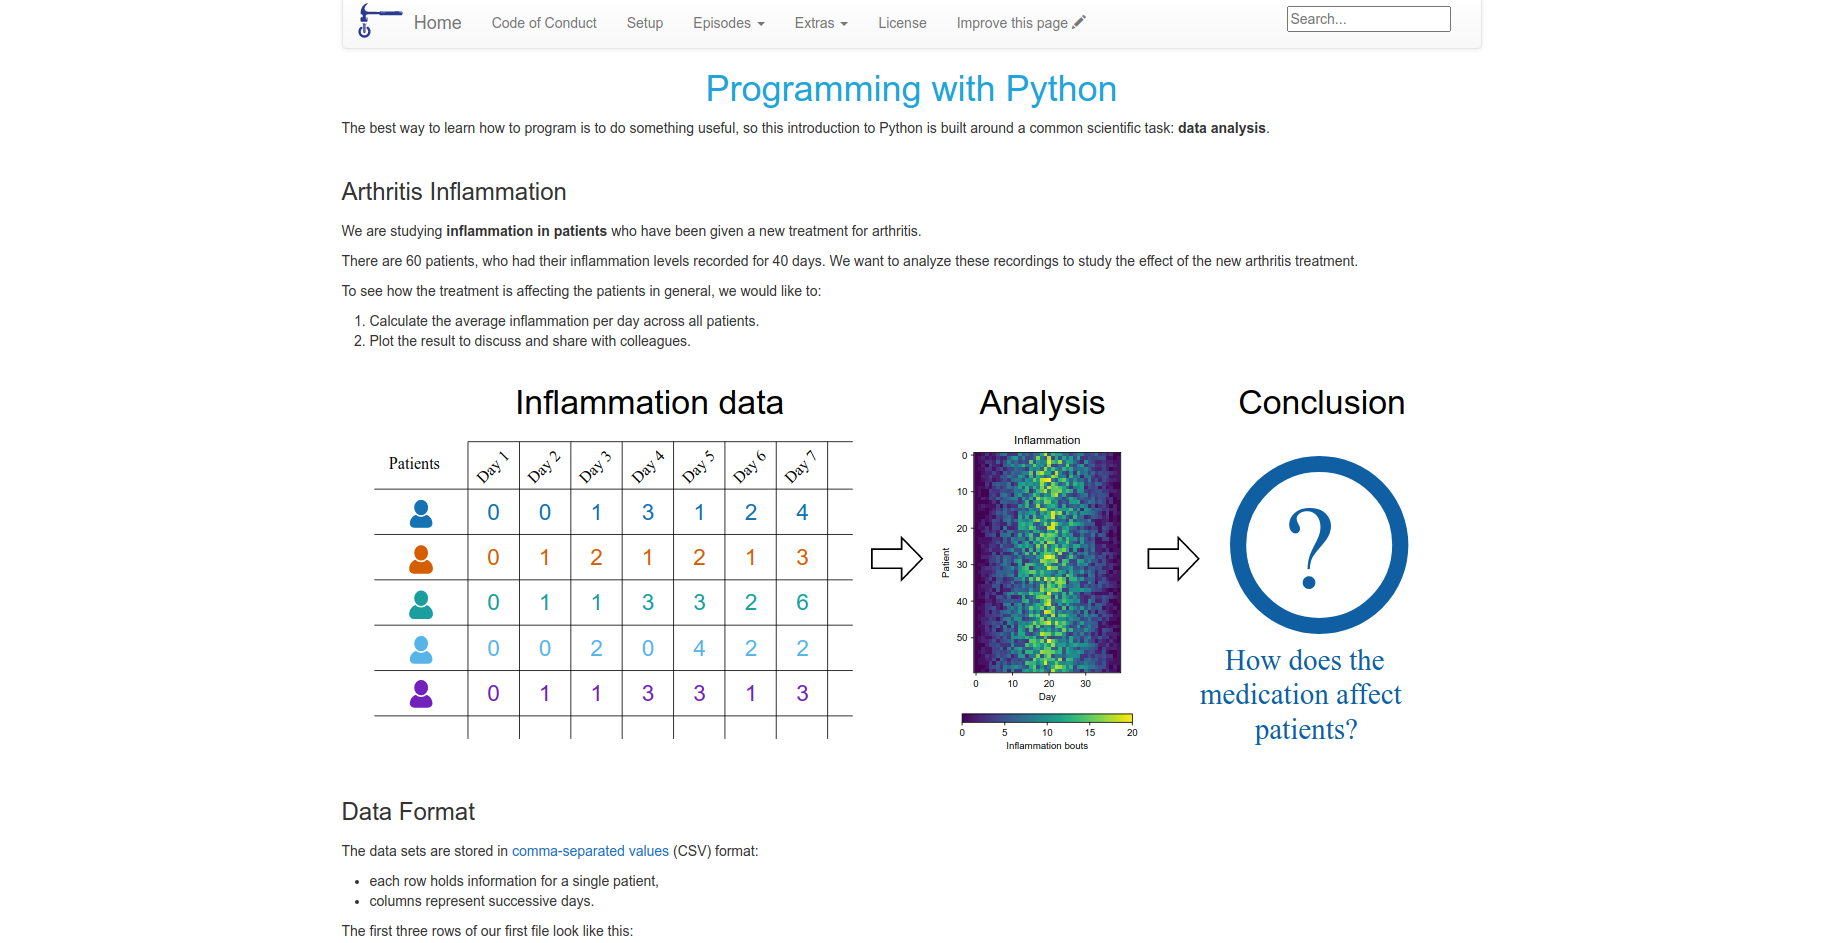 Home Code of Conduct Setup Episodes Extras License Improve this page Search...
Programming with Python
The best way to learn how to program is to do something useful, so this introduction to Python is built around a common scientific task: data analysis.
Arthritis Inflammation
We are studying inflammation in patients who have been given a new treatment for arthritis.
There are 60 patients, who had their inflammation levels recorded for 40 days. We want to analyze these recordings to study the effect of the new arthritis treatment.
To see how the treatment is affecting the patients in general, we would like to:
1. Calculate the average inflammation per day across all patients.
2. Plot the result to discuss and share with colleagues.
Inflammation data
Patients Day 1 Day 2 Day 3 Day 4 Day 5 Day 6 Day 7
0 0 1 3 1 2 4
0 1 2 1 2 1 3
0 1 1 3 3 2 6
0 0 2 0 4 2 2
0 1 1 3 3 1 3
Analysis
Inflammation
Patient
0
10
20
30
40
50
0 10 20 30
Day
0 5 10 15 20
Inflammation bouts
Conclusion
?
How does the
medication affect
patients?
Data Format
The data sets are stored in comma-separated values (CSV) format:
• each row holds information for a single patient,
• columns represent successive days.
The first three rows of our first file look like this: